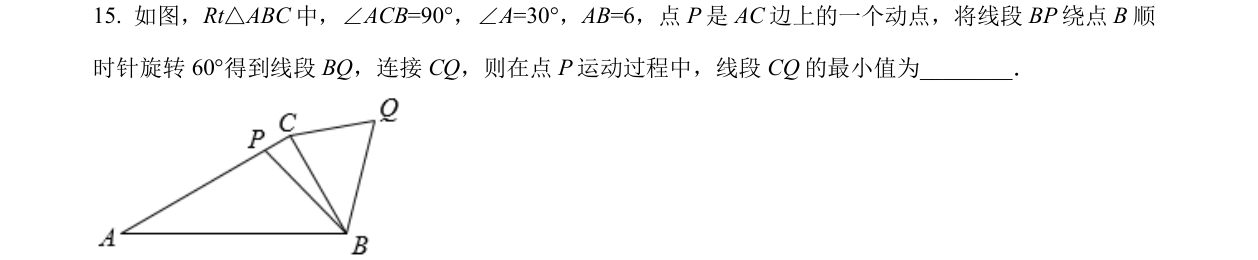 15. 如图，Rt△ABC 中，∠ACB=90°，∠A=30°，AB=6，点 P 是 AC 边上的一个动点，将线段 BP 绕点 B 顺
时针旋转 60°得到线段 BQ，连接 CQ，则在点 P 运动过程中，线段 CQ 的最小值为________．
Q
C
P
A
B